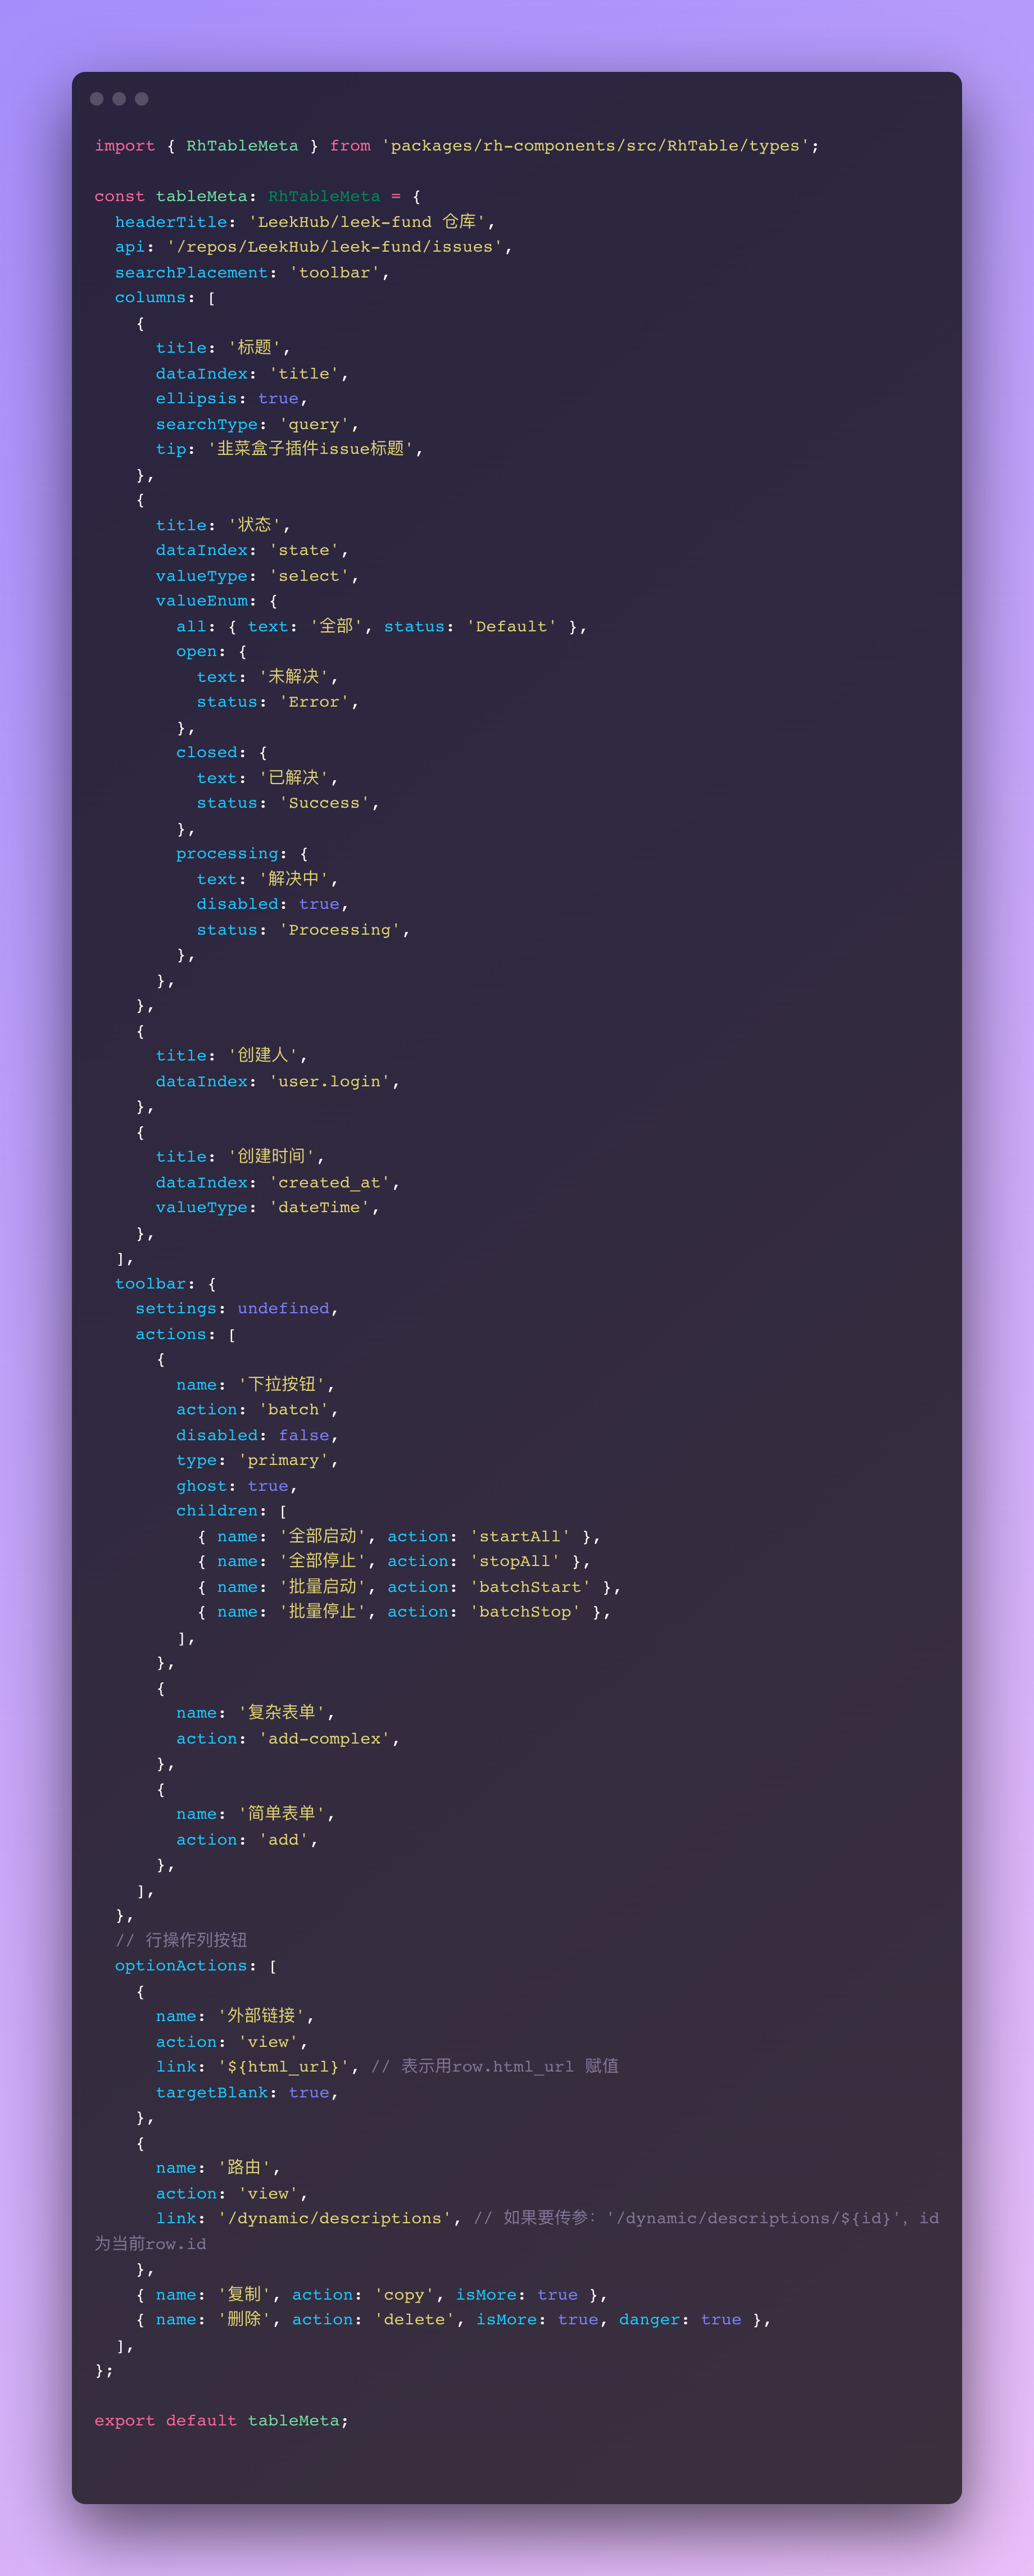 import { RhTableMeta } from 'packages/rh-components/src/RhTable/types';

const tableMeta: RhTableMeta = {
  headerTitle: 'LeekHub/leek-fund 仓库',
  api: '/repos/LeekHub/leek-fund/issues',
  searchPlacement: 'toolbar',
  columns: [
    {
      title: '标题',
      dataIndex: 'title',
      ellipsis: true,
      searchType: 'query',
      tip: '韭菜盒子插件issue标题',
    },
    {
      title: '状态',
      dataIndex: 'state',
      valueType: 'select',
      valueEnum: {
        all: { text: '全部', status: 'Default' },
        open: {
          text: '未解决',
          status: 'Error',
        },
        closed: {
          text: '已解决',
          status: 'Success',
        },
        processing: {
          text: '解决中',
          disabled: true,
          status: 'Processing',
        },
      },
    },
    {
      title: '创建人',
      dataIndex: 'user.login',
    },
    {
      title: '创建时间',
      dataIndex: 'created_at',
      valueType: 'dateTime',
    },
  ],
  toolbar: {
    settings: undefined,
    actions: [
      {
        name: '下拉按钮',
        action: 'batch',
        disabled: false,
        type: 'primary',
        ghost: true,
        children: [
          { name: '全部启动', action: 'startAll' },
          { name: '全部停止', action: 'stopAll' },
          { name: '批量启动', action: 'batchStart' },
          { name: '批量停止', action: 'batchStop' },
        ],
      },
      {
        name: '复杂表单',
        action: 'add-complex',
      },
      {
        name: '简单表单',
        action: 'add',
      },
    ],
  },
  // 行操作列按钮
  optionActions: [
    {
      name: '外部链接',
      action: 'view',
      link: '${html_url}', // 表示用row.html_url 赋值
      targetBlank: true,
    },
    {
      name: '路由',
      action: 'view',
      link: '/dynamic/descriptions', // 如果要传参：'/dynamic/descriptions/${id}'，id
为当前row.id
    },
    { name: '复制', action: 'copy', isMore: true },
    { name: '删除', action: 'delete', isMore: true, danger: true },
  ],
};

export default tableMeta;